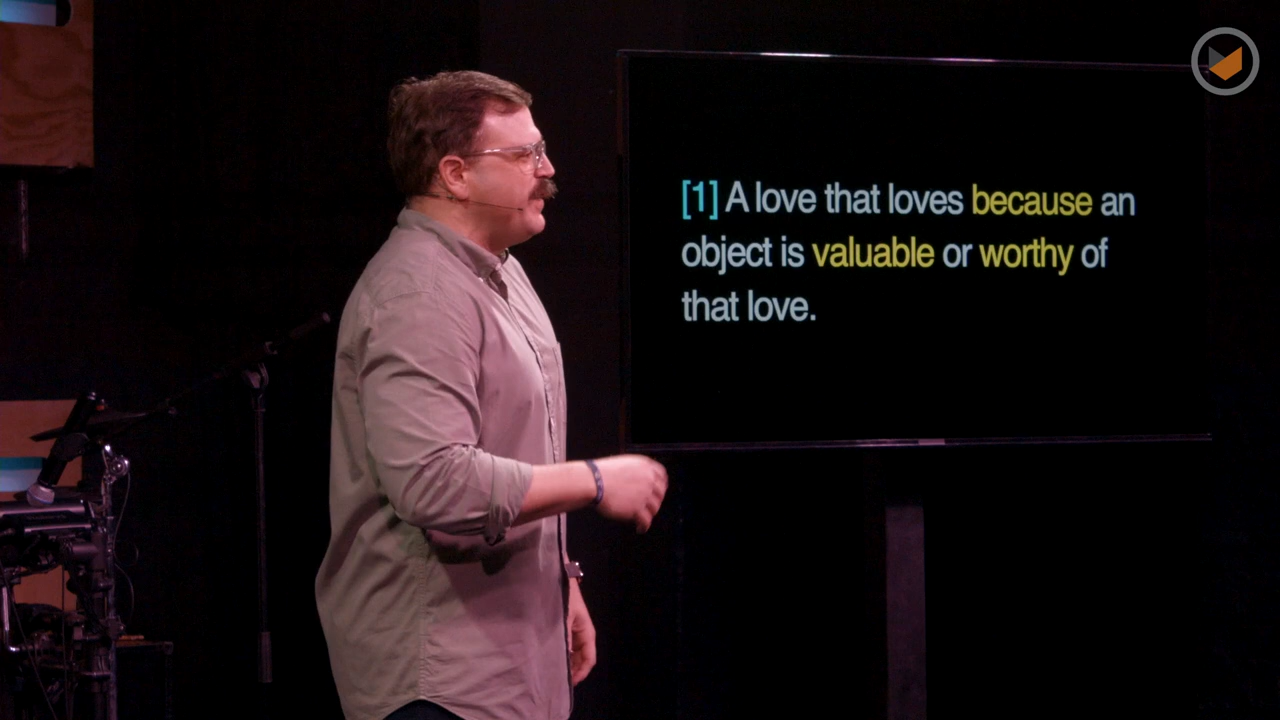 [1] A love that loves because an
object is valuable or worthy of
that love.